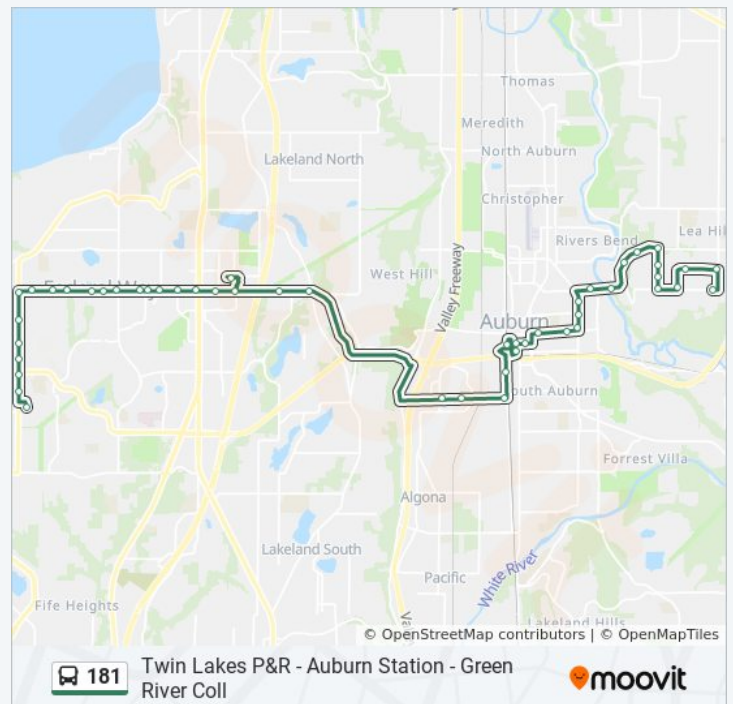 Thomas
Meredith
North Auburn
Lakeland North
Christopher
Lea Hil
Rivers Bend
West Hill
Valley Freeway
Auburn
South Auburn
Forrest Villa
Algona
Lakeland South
Pacific
White River
Fife Heights
Lakeland Hills
© OpenStreetMap contributors | © OpenMapTiles
181
Twin Lakes P&R - Auburn Station - Green
River Coll
moovit